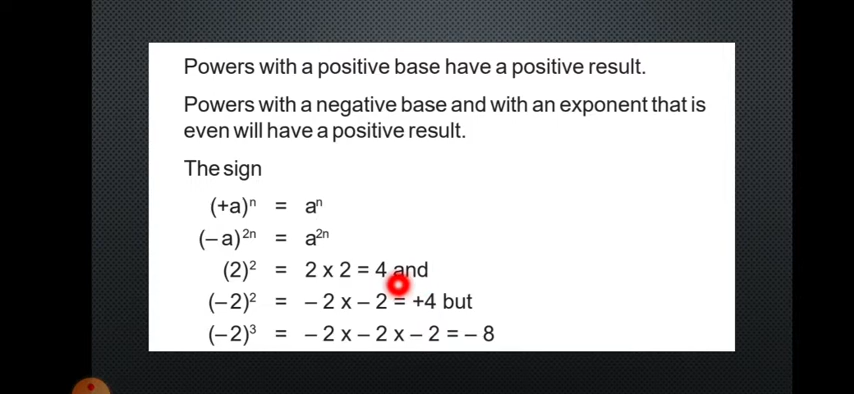 Powers with a positive base have a positive result.
Powers with a negative base and with an exponent that is
even will have a positive result.
The sign
(+a)ⁿ = aⁿ
(– a)²ⁿ = a²ⁿ
(2)² = 2 x 2 = 4 and
(– 2)² = – 2 x – 2 = +4 but
(– 2)³ = – 2 x – 2 x – 2 = – 8